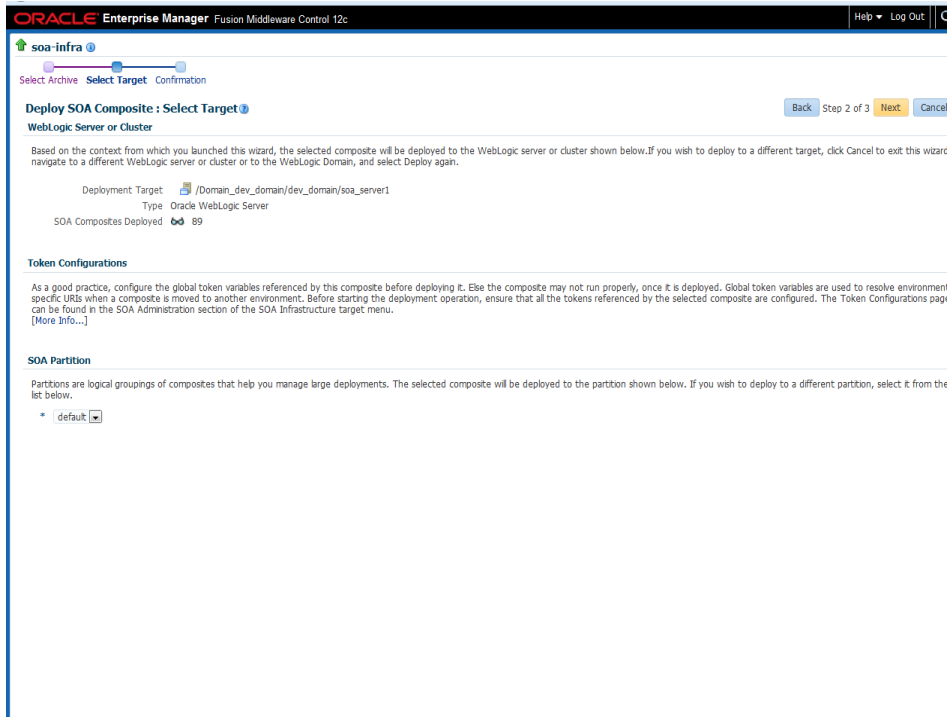 ORACLE Enterprise Manager Fusion Middleware Control 12c Help Log Out
soa-infra
Select Archive Select Target Confirmation
Deploy SOA Composite : Select Target Back Step 2 of 3 Next Cancel
WebLogic Server or Cluster
Based on the context from which you launched this wizard, the selected composite will be deployed to the WebLogic server or cluster shown below.If you wish to deploy to a different target, click Cancel to exit this wizard
navigate to a different WebLogic server or cluster or to the WebLogic Domain, and select Deploy again.
Deployment Target /Domain_dev_domain/dev_domain/soa_server1
Type Oracle WebLogic Server
SOA Composites Deployed 89
Token Configurations
As a good practice, configure the global token variables referenced by this composite before deploying it. Else the composite may not run properly, once it is deployed. Global token variables are used to resolve environment
specific URIs when a composite is moved to another environment. Before starting the deployment operation, ensure that all the tokens referenced by the selected composite are configured. The Token Configurations page
can be found in the SOA Administration section of the SOA Infrastructure target menu.
[More Info...]
SOA Partition
Partitions are logical groupings of composites that help you manage large deployments. The selected composite will be deployed to the partition shown below. If you wish to deploy to a different partition, select it from the
list below.
* default